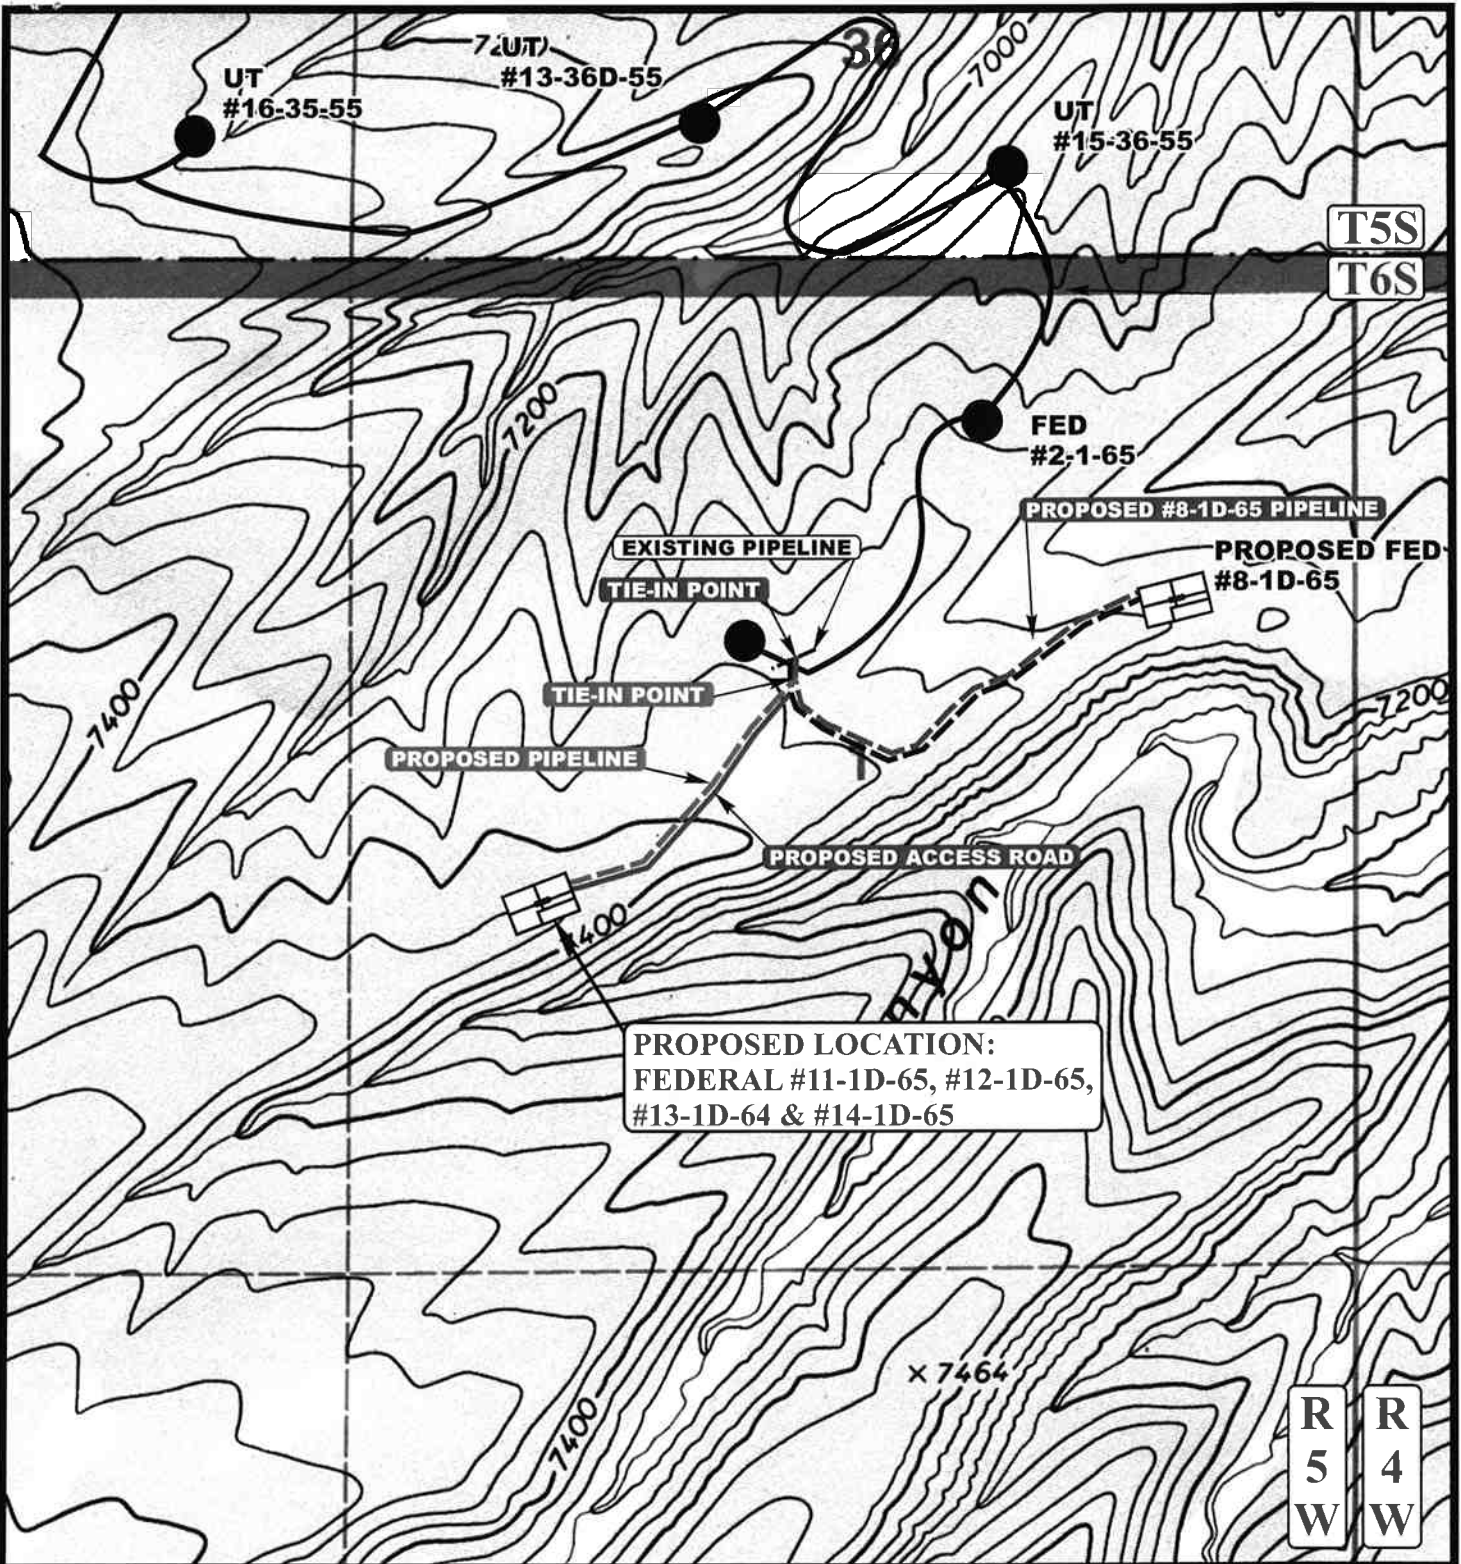 36
7000
UT
#13-36D-55
UT
#16-35-55
UT
#15-36-55
T5S
T6S
7200
FED
#2-1-65
PROPOSED #8-1D-65 PIPELINE
EXISTING PIPELINE
PROPOSED FED
#8-1D-65
TIE-IN POINT
TIE-IN POINT
7200
7400
PROPOSED PIPELINE
1
PROPOSED ACCESS ROAD
7400
nyon
PROPOSED LOCATION:
FEDERAL #11-1D-65, #12-1D-65,
#13-1D-64 & #14-1D-65
× 7464
7400
R
5
W
R
4
W